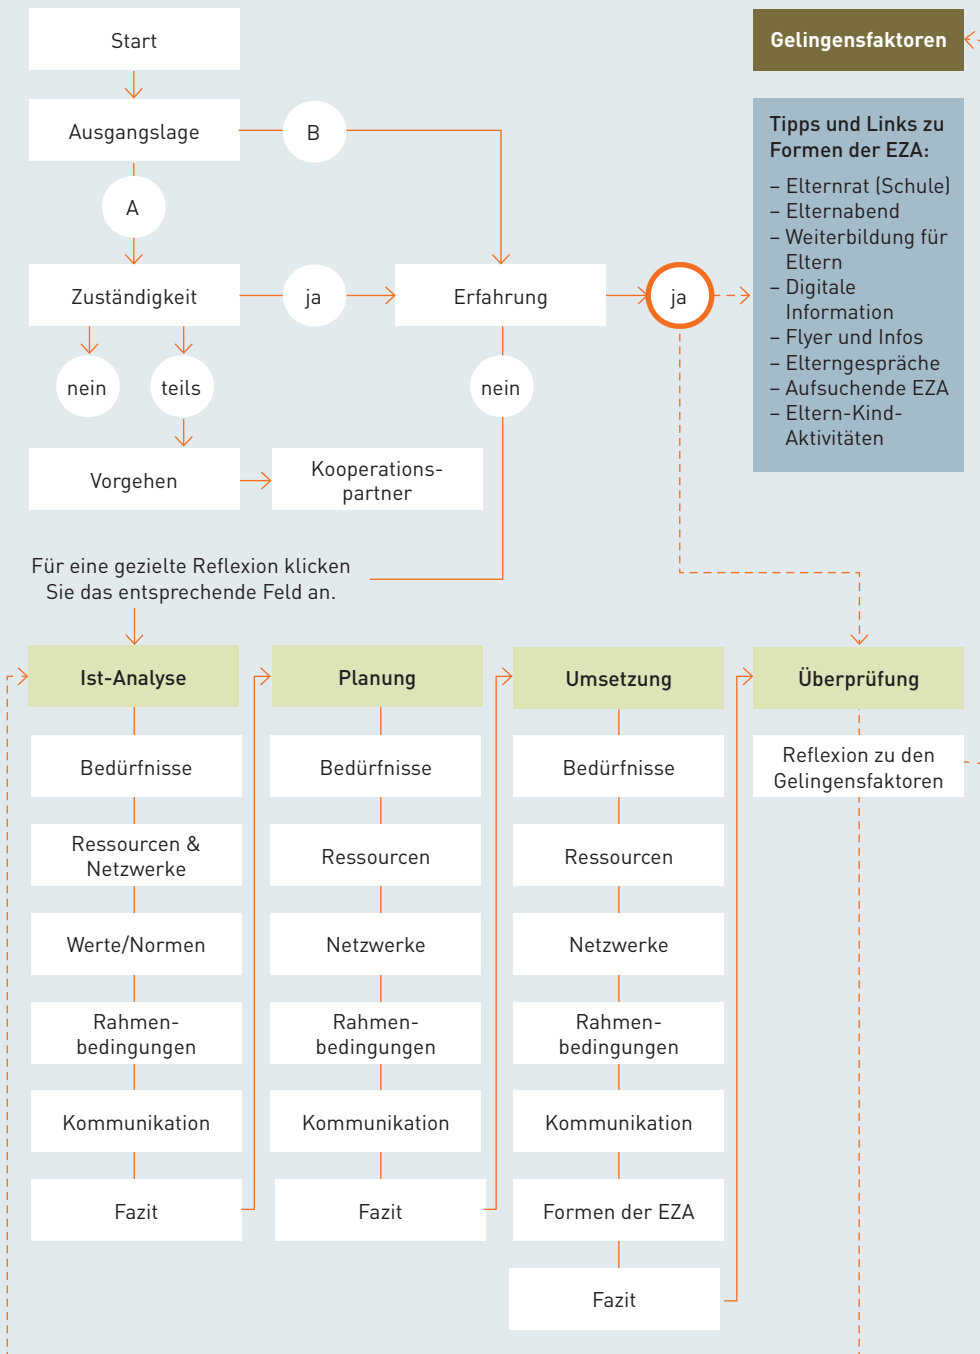 Start
Ausgangslage
B
A
Zuständigkeit
ja
Erfahrung
ja
nein
teils
nein
Vorgehen
Kooperations-
partner
Gelingensfaktoren
Tipps und Links zu
Formen der EZA:
– Elternrat (Schule)
– Elternabend
– Weiterbildung für
Eltern
– Digitale
Information
– Flyer und Infos
– Elterngespräche
– Aufsuchende EZA
– Eltern-Kind-
Aktivitäten
Für eine gezielte Reflexion klicken
Sie das entsprechende Feld an.
Ist-Analyse
Bedürfnisse
Ressourcen &
Netzwerke
Werte/Normen
Rahmen-
bedingungen
Kommunikation
Fazit
Planung
Bedürfnisse
Ressourcen
Netzwerke
Rahmen-
bedingungen
Kommunikation
Fazit
Umsetzung
Bedürfnisse
Ressourcen
Netzwerke
Rahmen-
bedingungen
Kommunikation
Formen der EZA
Fazit
Überprüfung
Reflexion zu den
Gelingensfaktoren